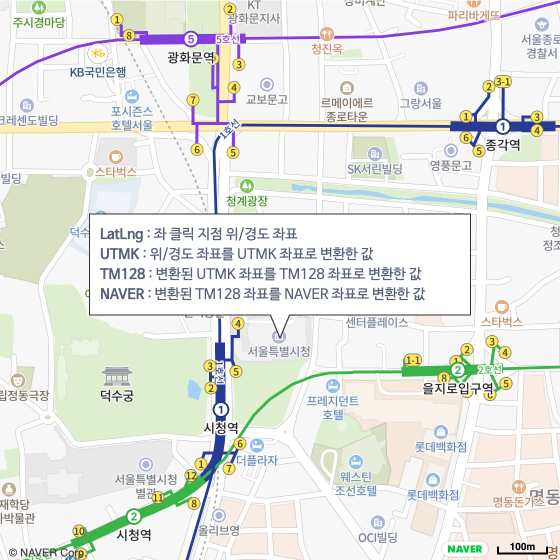 주시경마당
1
8
5
5호선
2
KT
광화문지사
파리바게뜨
청진옥
서울종로
경찰서
광화문역
3
KB국민은행
포시즌스
호텔서울
7
4
교보문고
르메이에르
종로타운
그랑서울
2
3-1
크레센도빌딩
1호선
1
1
3
4
6
5
종각역
6
5
스타벅스
SK서린빌딩
영풍문고
빌딩
청계광장
LatLng : 좌 클릭 지점 위/경도 좌표
UTMK : 위/경도 좌표를 UTMK 좌표로 변환한 값
TM128 : 변환된 UTMK 좌표를 TM128 좌표로 변환한 값
NAVER : 변환된 TM128 좌표를 NAVER 좌표로 변환한 값
스타벅스
센터플레이스
4
서울특별시청
3
5
2
1호선
1-1
2
3
4
8
2
2호선
5
6
을지로입구역
덕수궁
립정동극장
1
시청역
프레지던트
호텔
롯데백화점
6
1
7
더플라자
12
서울특별시청
별관
11
8
웨스틴
조선호텔
롯데백화점
명동돈가스
명동
재학당
사박물관
2
10
시청역
9
올리브영
OCI빌딩
© NAVER Corp.
NAVER
100m